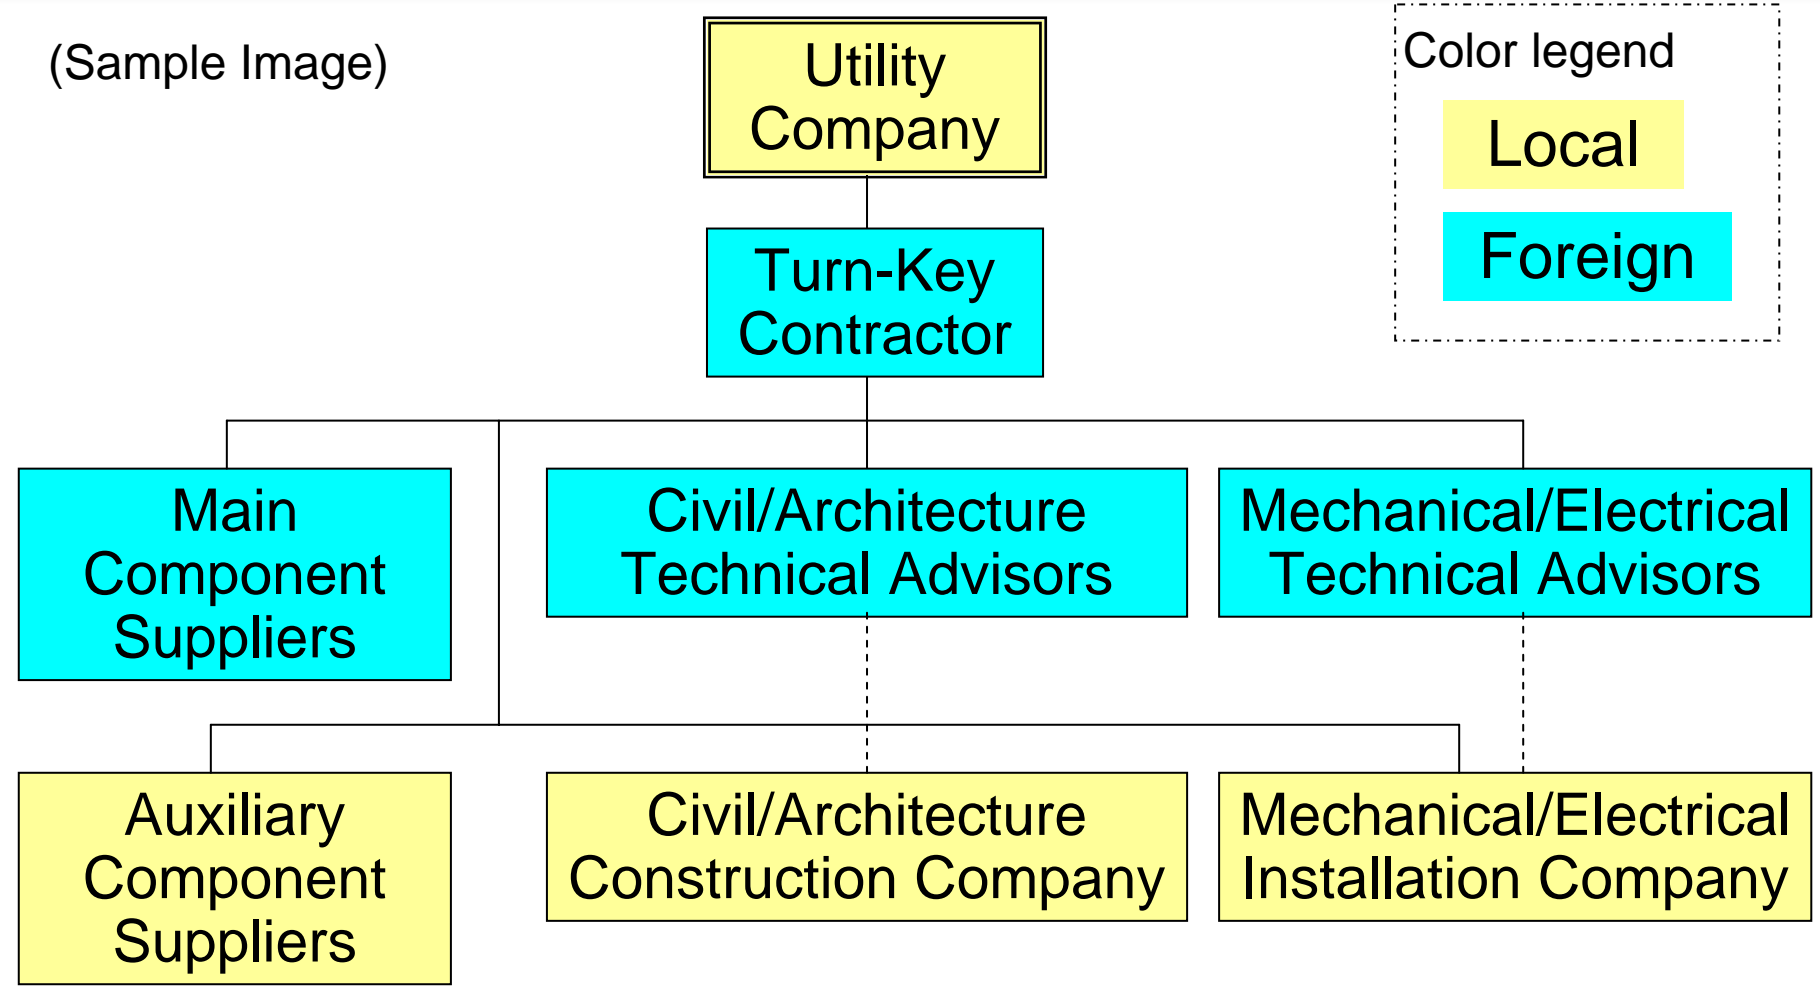 (Sample Image)
Utility
Company
Color legend
Local
Foreign
Turn-Key
Contractor
Main
Component
Suppliers
Civil/Architecture
Technical Advisors
Mechanical/Electrical
Technical Advisors
Auxiliary
Component
Suppliers
Civil/Architecture
Construction Company
Mechanical/Electrical
Installation Company